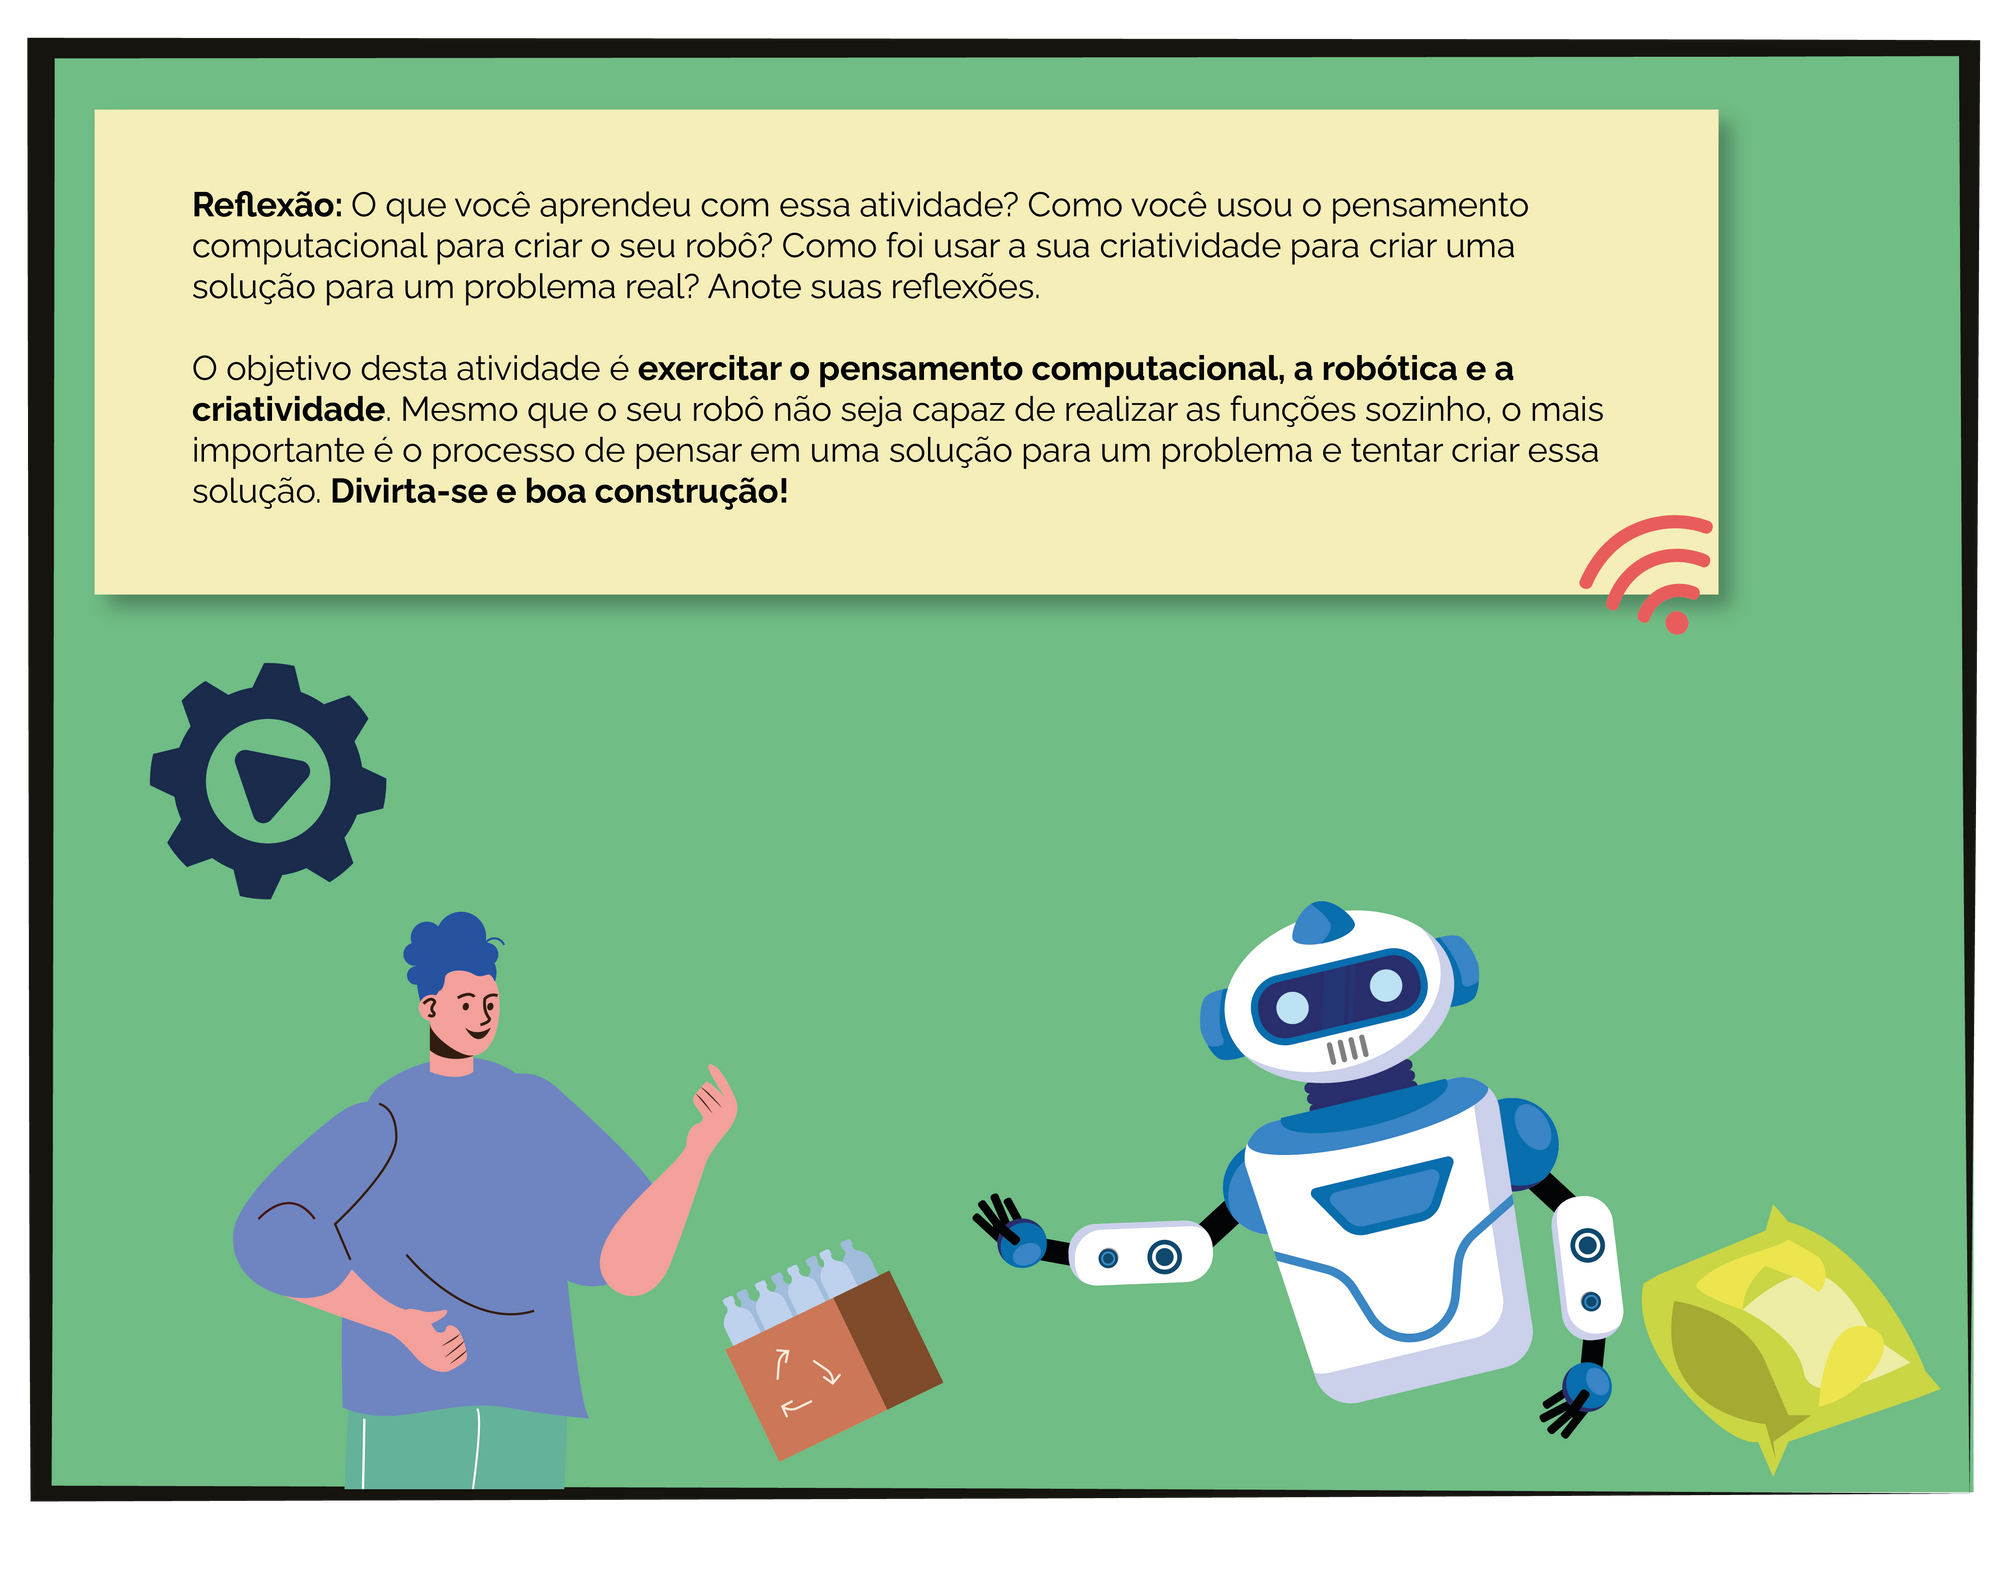 Reflexão: O que você aprendeu com essa atividade? Como você usou o pensamento
computacional para criar o seu robô? Como foi usar a sua criatividade para criar uma
solução para um problema real? Anote suas reflexões.
O objetivo desta atividade é exercitar o pensamento computacional, a robótica e a
criatividade. Mesmo que o seu robô não seja capaz de realizar as funções sozinho, o mais
importante é o processo de pensar em uma solução para um problema e tentar criar essa
solução. Divirta-se e boa construção!